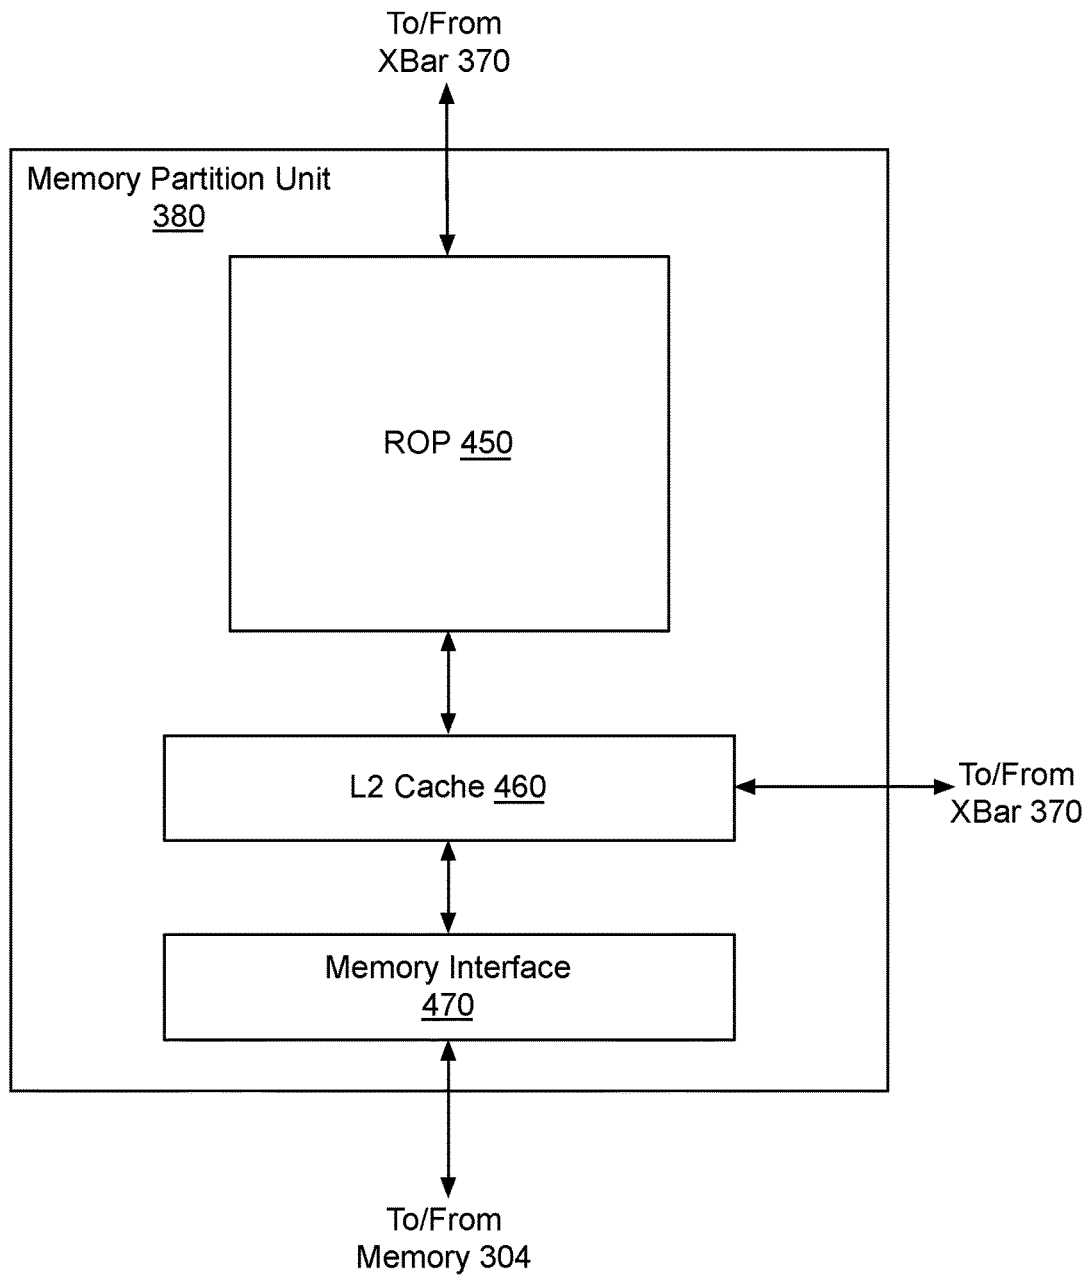 To/From
XBar 370
Memory Partition Unit
380
ROP 450
L2 Cache 460
To/From
XBar 370
Memory Interface
470
To/From
Memory 304